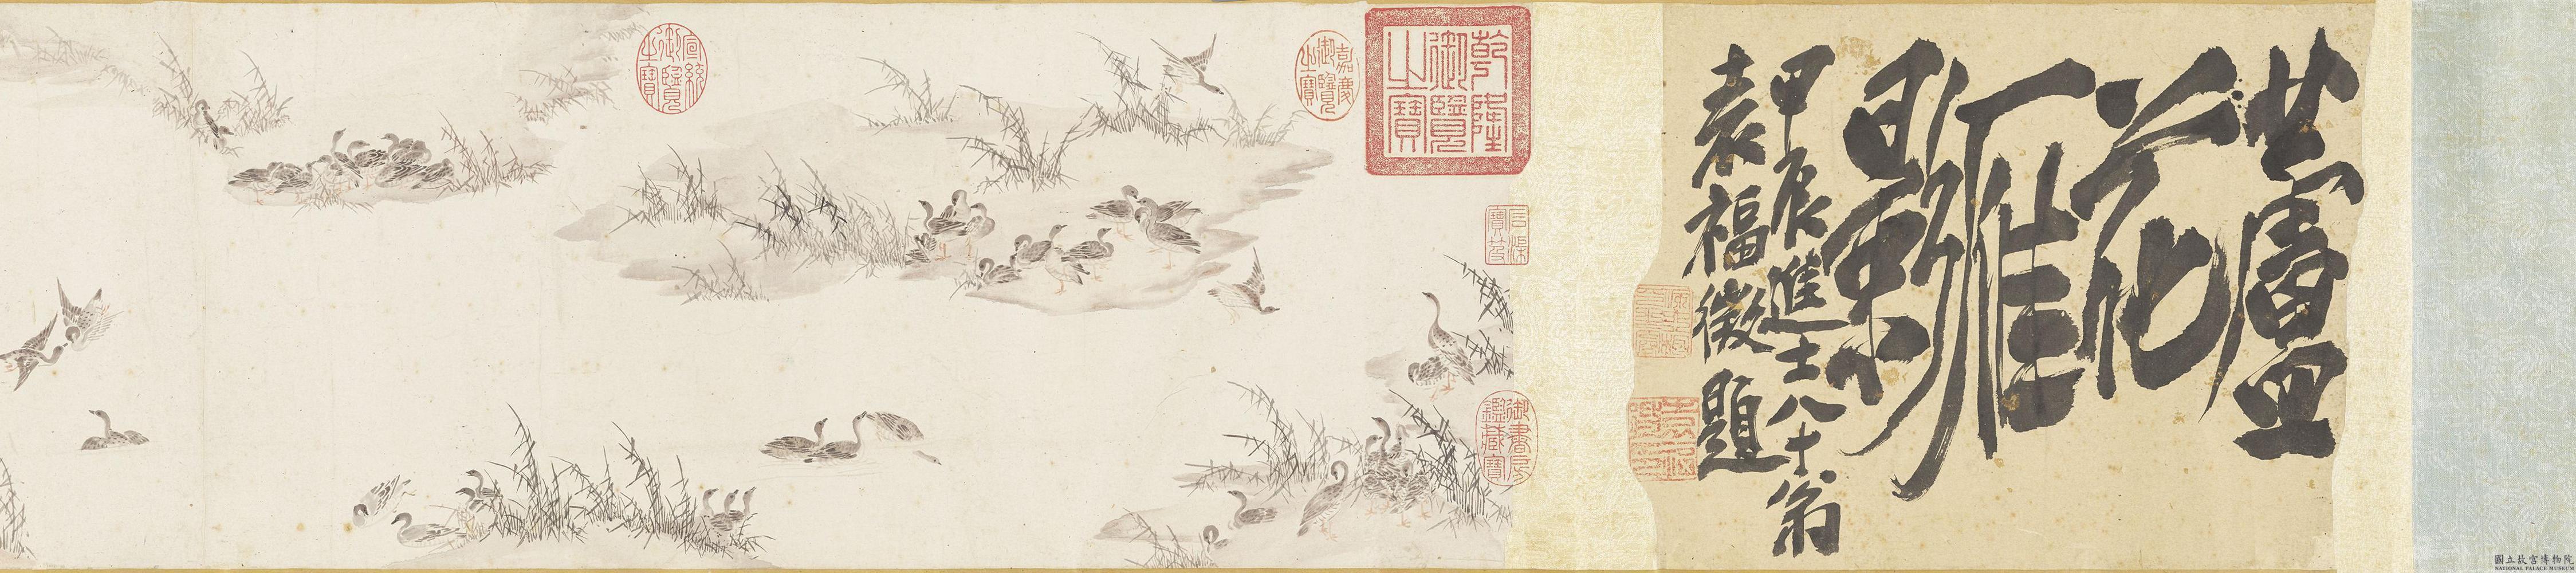 蘆花雁影
甲辰進士八十翁
袁福徵題
乾隆御覽之寶
嘉慶御覽之寶
石渠寶笈
御書房鑑藏寶
宣統御覽之寶
國立故宮博物院
NATIONAL PALACE MUSEUM